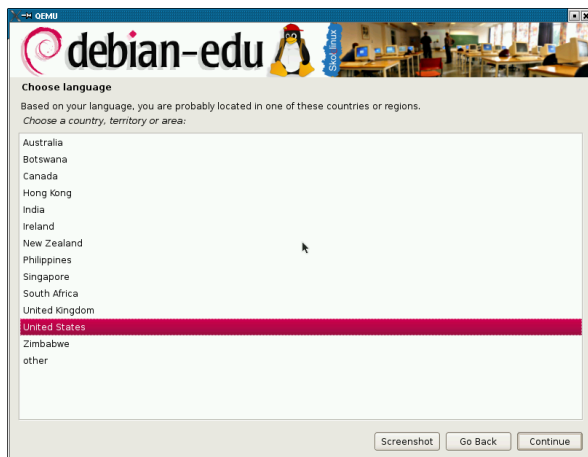 QEMU
debian-edu
Skol linux
Choose language
Based on your language, you are probably located in one of these countries or regions.
Choose a country, territory or area:
Australia
Botswana
Canada
Hong Kong
India
Ireland
New Zealand
Philippines
Singapore
South Africa
United Kingdom
United States
Zimbabwe
other
Screenshot Go Back Continue